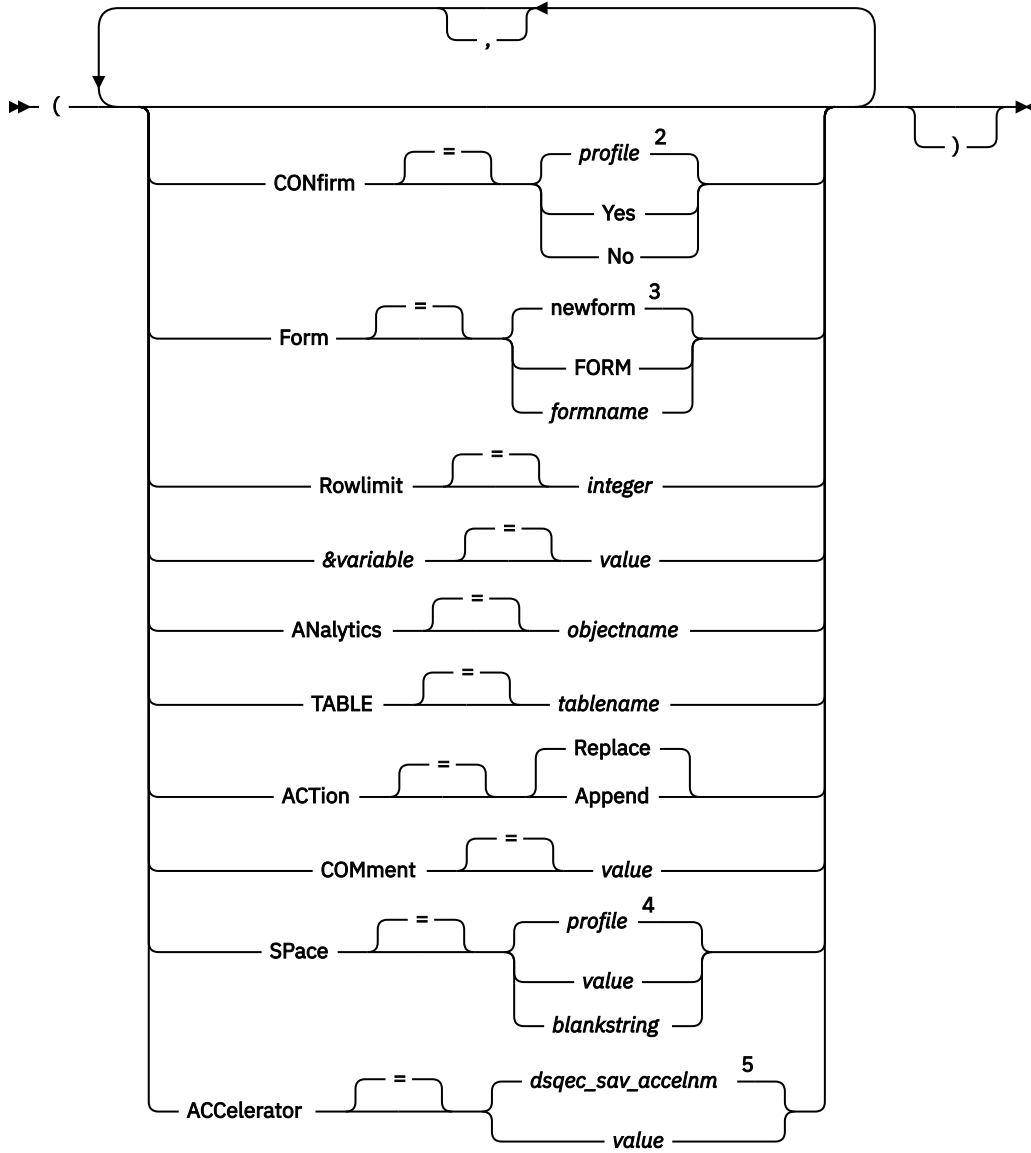 ,
( )
= profile 2
CONfirm Yes
No
= newform 3
Form FORM
formname
=
Rowlimit integer
=
&variable value
=
ANalytics objectname
=
TABLE tablename
= Replace
ACTion Append
=
COMment value
= profile 4
SPace value
blankstring
= dsqec_sav_accelnm 5
ACCelerator value